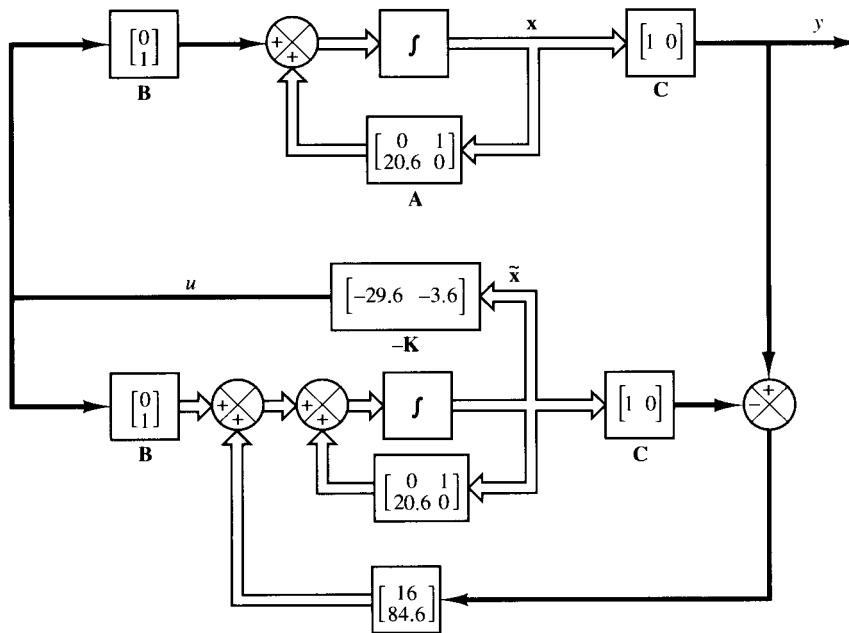 x
y
[0
1]
B
+
+
∫
[1 0]
C
[0 1
20.6 0]
A
u
[−29.6 −3.6]
−K
x̃
[0
1]
B
+
+
+
+
∫
[1 0]
C
+
−
[0 1
20.6 0]
[16
84.6]